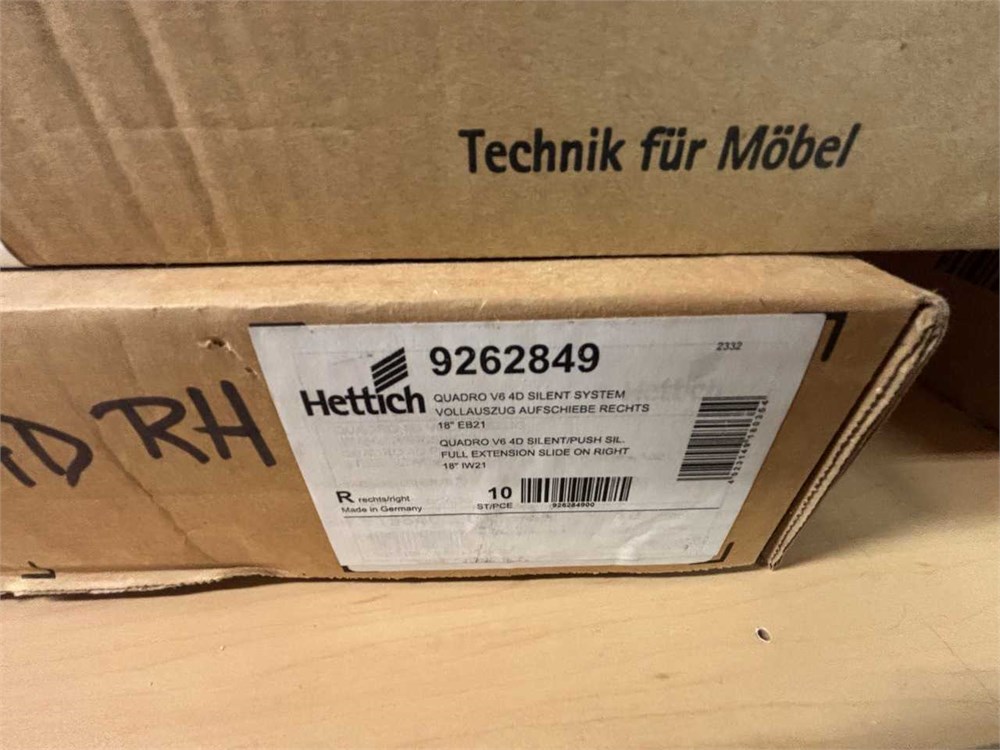 Technik für Möbel
Hettich
9262849
2332
QUADRO V6 4D SILENT SYSTEM
VOLLAUSZUG AUFSCHIEBE RECHTS
18" EB21
QUADRO V6 4D SILENT/PUSH SIL.
FULL EXTENSION SLIDE ON RIGHT
18" IW21
R rechts/right
Made in Germany
10
ST/PCE
926284900
RH